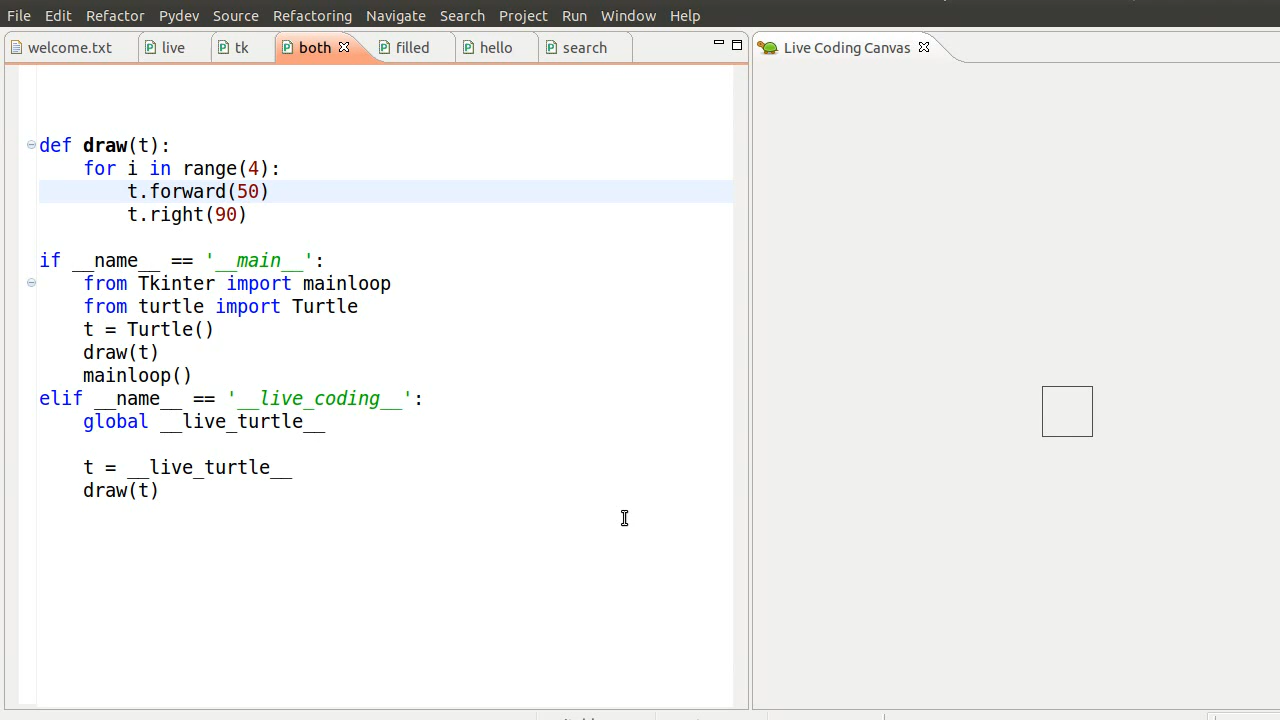 File Edit Refactor Pydev Source Refactoring Navigate Search Project Run Window Help
welcome.txt live tk both filled hello search
Live Coding Canvas
def draw(t):
    for i in range(4):
        t.forward(50)
        t.right(90)
if __name__ == '__main__':
    from Tkinter import mainloop
    from turtle import Turtle
    t = Turtle()
    draw(t)
    mainloop()
elif __name__ == '__live_coding__':
    global __live_turtle__
    t = __live_turtle__
    draw(t)